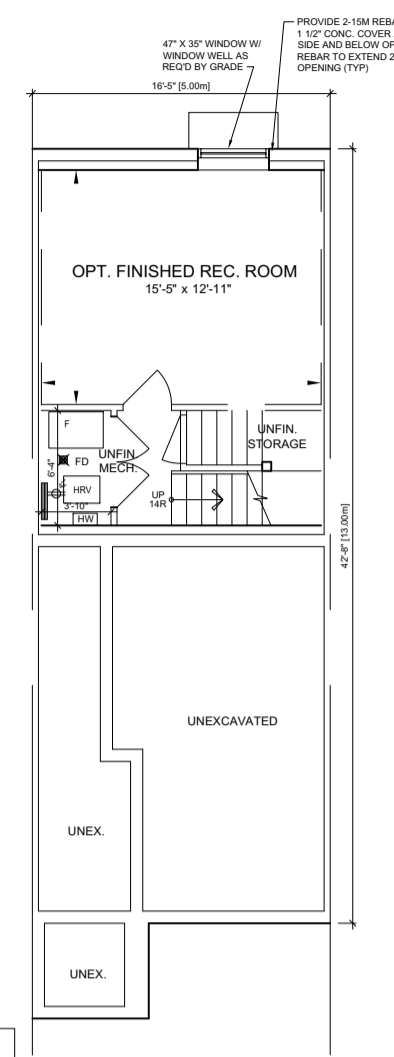 PROVIDE 2-15M REBA
1 1/2" CONC. COVER
SIDE AND BELOW OP
REBAR TO EXTEND 2
OPENING (TYP)
47" X 35" WINDOW W/
WINDOW WELL AS
REQ'D BY GRADE
16'-5" [5.00m]
OPT. FINISHED REC. ROOM
15'-5" x 12'-11"
F
UNFIN.
STORAGE
FD
UNFIN
MECH.
6'-4"
HRV
3'-10"
HW
UP
14R
42'-8" [13.00m]
UNEXCAVATED
UNEX.
UNEX.